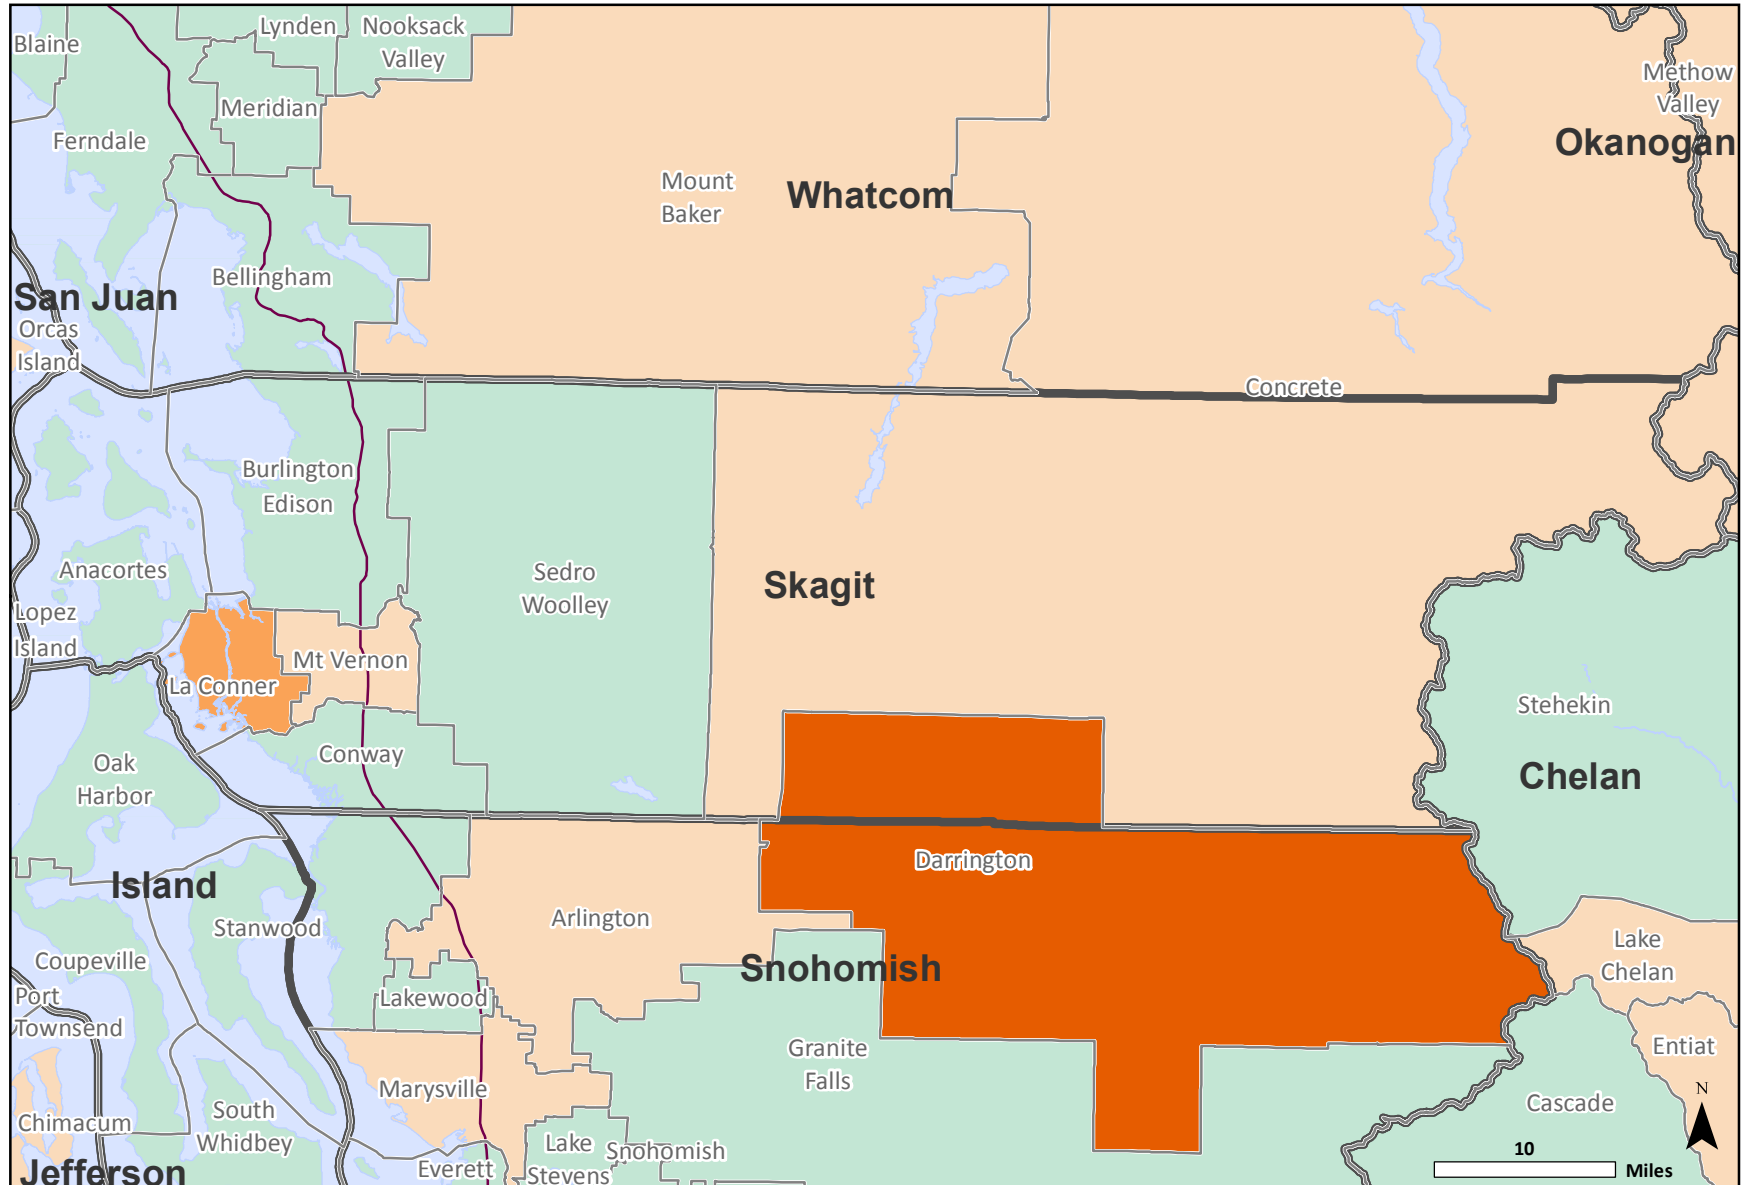 Lynden
Nooksack
Valley
Blaine
Methow
Valley
Meridian
Ferndale
Okanogan
Mount
Baker
Whatcom
Bellingham
San Juan
Orcas
Island
Concrete
Burlington
Edison
Anacortes
Sedro
Woolley
Skagit
Lopez
Island
Mt Vernon
La Conner
Stehekin
Conway
Oak
Harbor
Chelan
Darrington
Island
Arlington
Stanwood
Lake
Chelan
Coupeville
Snohomish
Port
Townsend
Lakewood
Granite
Falls
Entiat
Marysville
N
Chimacum
South
Whidbey
Cascade
Lake
Stevens
Snohomish
Everett
Jefferson
10
Miles